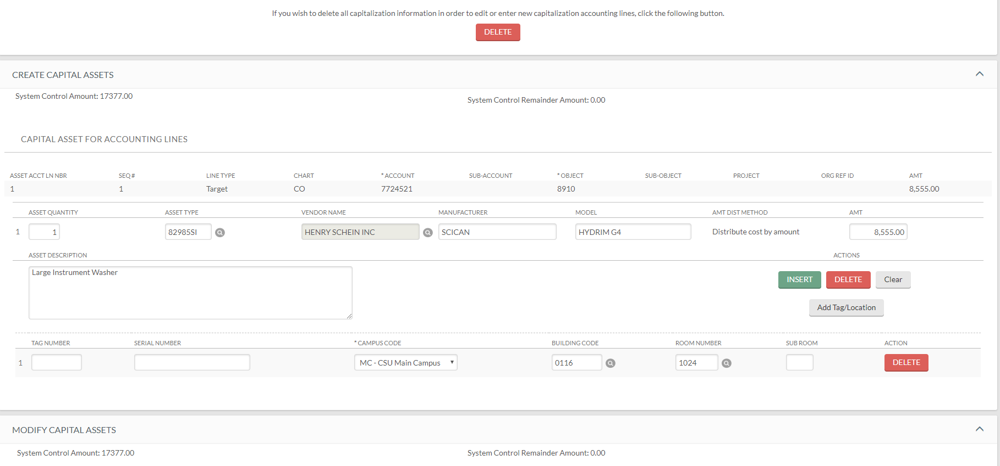 If you wish to delete all capitalization information in order to edit or enter new capitalization accounting lines, click the following button.
DELETE
CREATE CAPITAL ASSETS
System Control Amount: 17377.00
System Control Remainder Amount: 0.00
CAPITAL ASSET FOR ACCOUNTING LINES
ASSET ACCT LN NBR SEQ # LINE TYPE CHART * ACCOUNT SUB-ACCOUNT * OBJECT SUB-OBJECT PROJECT ORG REF ID AMT
1 1 Target CO 7724521 8910 8,555.00
ASSET QUANTITY ASSET TYPE VENDOR NAME MANUFACTURER MODEL AMT DIST METHOD AMT
1 1 82985SI HENRY SCHEIN INC SCICAN HYDRIM G4 Distribute cost by amount 8,555.00
ASSET DESCRIPTION ACTIONS
Large Instrument Washer
INSERT DELETE Clear
Add Tag/Location
TAG NUMBER SERIAL NUMBER * CAMPUS CODE BUILDING CODE ROOM NUMBER SUB ROOM ACTION
1 MC - CSU Main Campus 0116 1024 DELETE
MODIFY CAPITAL ASSETS
System Control Amount: 17377.00 System Control Remainder Amount: 0.00